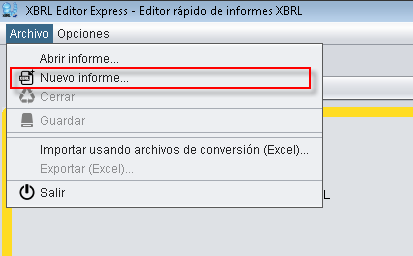 XBRL Editor Express - Editor rápido de informes XBRL
Archivo Opciones
Abrir informe...
Nuevo informe...
Cerrar
Guardar
Importar usando archivos de conversión (Excel)...
Exportar (Excel)...
Salir
L